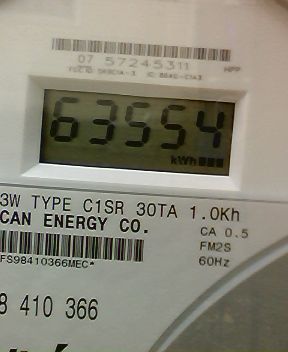 07 57245311
63554
kWh
3W TYPE C1SR 30TA 1.0Kh
CAN ENERGY CO.
CA 0.5
FM2S
60Hz
*FS98410366MEC*
8 410 366